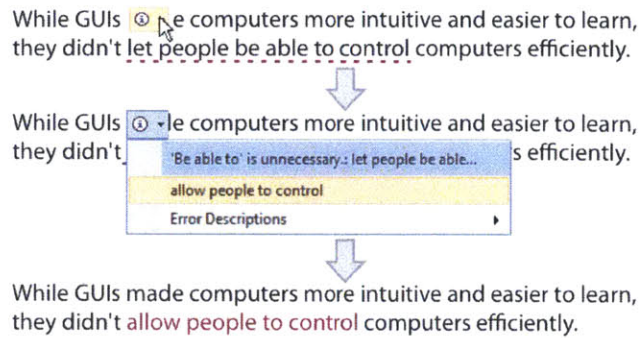 While GUIs e computers more intuitive and easier to learn,
they didn't let people be able to control computers efficiently.
While GUIs le computers more intuitive and easier to learn,
they didn't s efficiently.
'Be able to' is unnecessary.: let people be able...
allow people to control
Error Descriptions
While GUIs made computers more intuitive and easier to learn,
they didn't allow people to control computers efficiently.